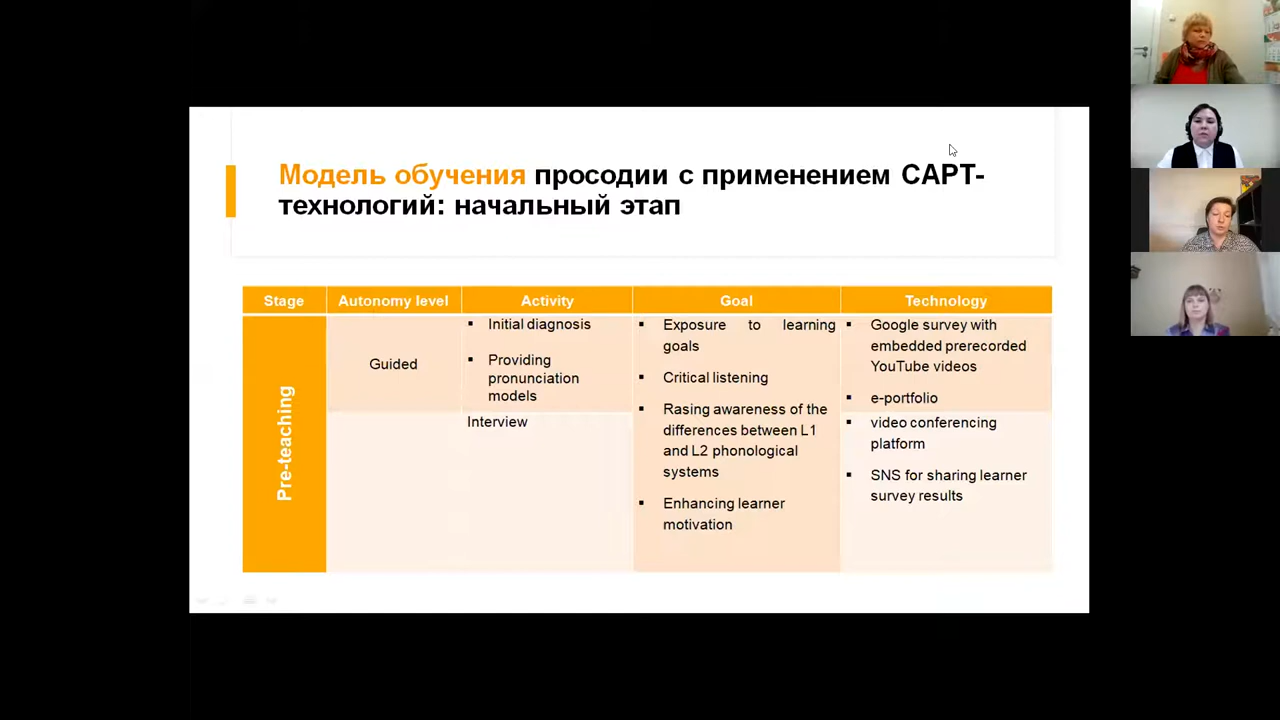 Модель обучения просодии с применением CAPT-
технологий: начальный этап
Stage
Autonomy level
Activity
Goal
Technology
Pre-teaching
Guided
▪ Initial diagnosis
▪ Providing
pronunciation
models
Interview
▪ Exposure to learning
goals
▪ Critical listening
▪ Rasing awareness of the
differences between L1
and L2 phonological
systems
▪ Enhancing learner
motivation
▪ Google survey with
embedded prerecorded
YouTube videos
▪ e-portfolio
▪ video conferencing
platform
▪ SNS for sharing learner
survey results